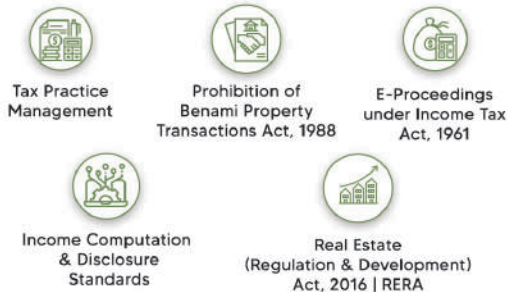 Tax Practice
Management
Prohibition of
Benami Property
Transactions Act, 1988
E-Proceedings
under Income Tax
Act, 1961
Income Computation
& Disclosure
Standards
Real Estate
(Regulation & Development)
Act, 2016 | RERA